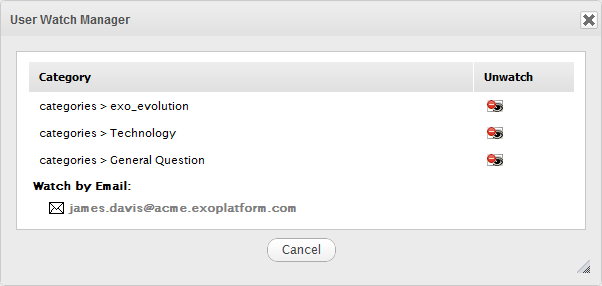 User Watch Manager
Category Unwatch
categories > exo_evolution
categories > Technology
categories > General Question
Watch by Email:
james.davis@acme.exoplatform.com
Cancel